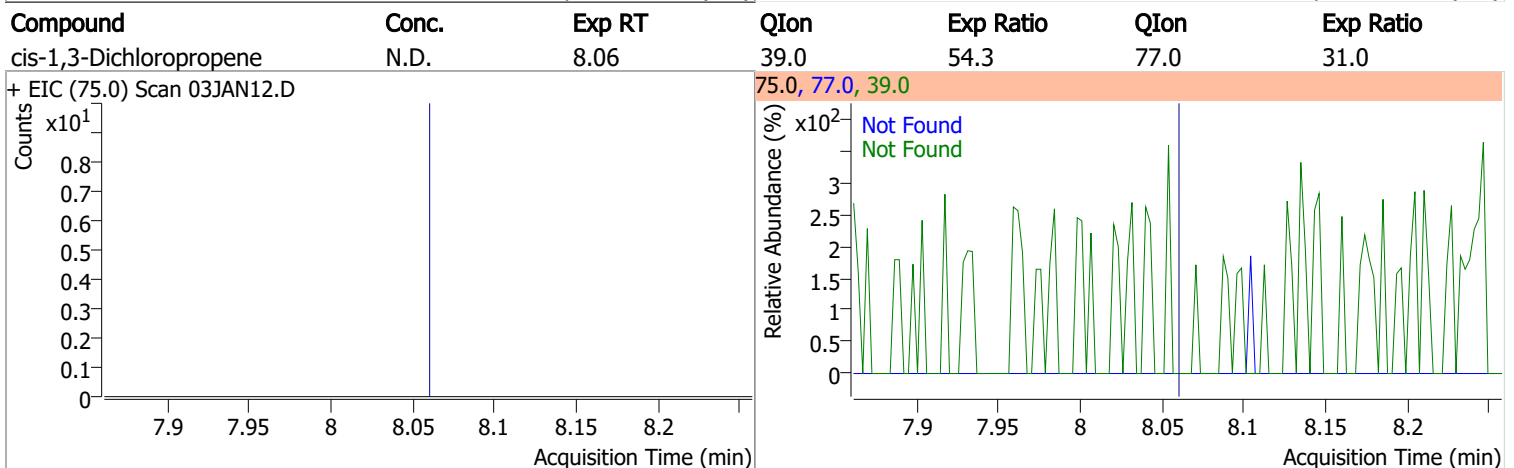 Compound Conc. Exp RT QIon Exp Ratio QIon Exp Ratio
cis-1,3-Dichloropropene N.D. 8.06 39.0 54.3 77.0 31.0
+ EIC (75.0) Scan 03JAN12.D
Counts
x10¹
0.8
0.7
0.6
0.5
0.4
0.3
0.2
0.1
0
7.9 7.95 8 8.05 8.1 8.15 8.2
Acquisition Time (min)
75.0, 77.0, 39.0
Relative Abundance (%)
x10²
Not Found
Not Found
3
2.5
2
1.5
1
0.5
0
7.9 7.95 8 8.05 8.1 8.15 8.2
Acquisition Time (min)